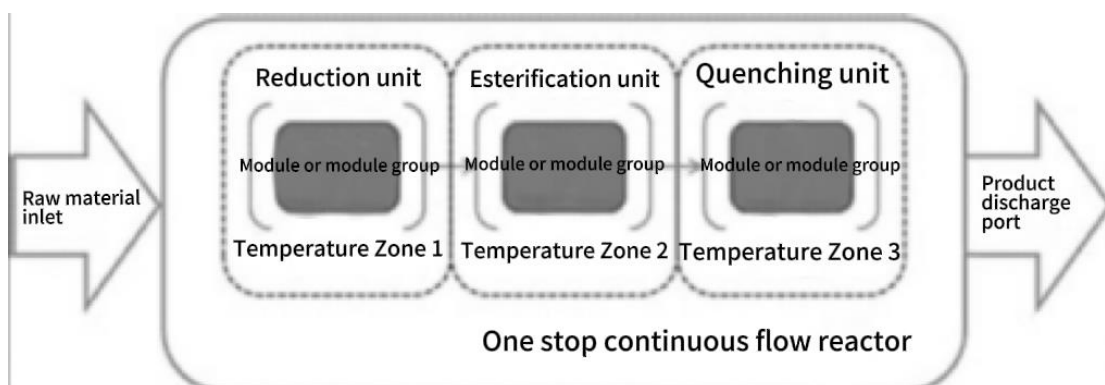 Reduction unit
Esterification unit
Quenching unit
Module or module group
Module or module group
Module or module group
Raw material
inlet
Product
discharge
port
Temperature Zone 1
Temperature Zone 2
Temperature Zone 3
One stop continuous flow reactor